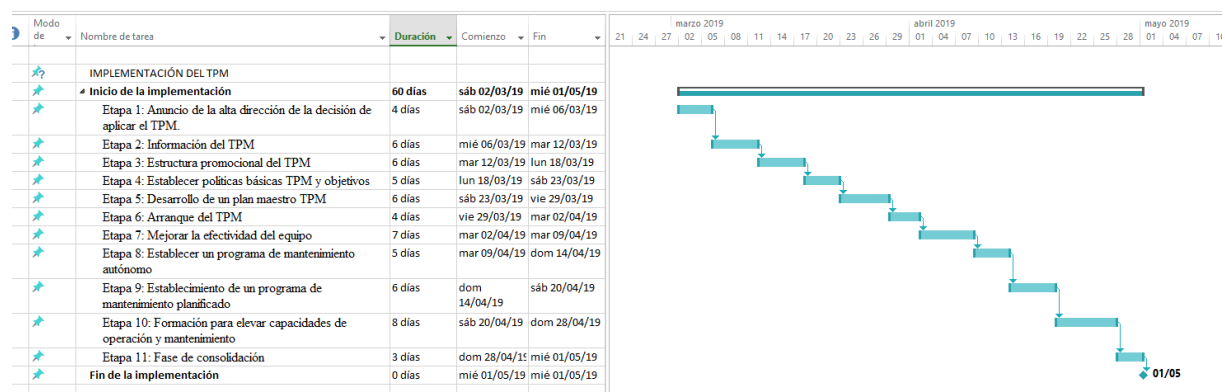 Modo
de
Nombre de tarea
Duración
Comienzo
Fin
marzo 2019
abril 2019
mayo 2019
21 24 27 02 05 08 11 14 17 20 23 26 29 01 04 07 10 13 16 19 22 25 28 01 04 07 10
IMPLEMENTACIÓN DEL TPM
Inicio de la implementación 60 días sáb 02/03/19 mié 01/05/19
Etapa 1: Anuncio de la alta dirección de la decisión de 4 días sáb 02/03/19 mié 06/03/19
aplicar el TPM.
Etapa 2: Información del TPM 6 días mié 06/03/19 mar 12/03/19
Etapa 3: Estructura promocional del TPM 6 días mar 12/03/19 lun 18/03/19
Etapa 4: Establecer politicas básicas TPM y objetivos 5 días lun 18/03/19 sáb 23/03/19
Etapa 5: Desarrollo de un plan maestro TPM 6 días sáb 23/03/19 vie 29/03/19
Etapa 6: Arranque del TPM 4 días vie 29/03/19 mar 02/04/19
Etapa 7: Mejorar la efectividad del equipo 7 días mar 02/04/19 mar 09/04/19
Etapa 8: Establecer un programa de mantenimiento 5 días mar 09/04/19 dom 14/04/19
autónomo
Etapa 9: Establecimiento de un programa de 6 días dom sáb 20/04/19
mantenimiento planificado 14/04/19
Etapa 10: Formación para elevar capacidades de 8 días sáb 20/04/19 dom 28/04/19
operación y mantenimiento
Etapa 11: Fase de consolidación 3 días dom 28/04/19 mié 01/05/19
Fin de la implementación 0 días mié 01/05/19 mié 01/05/19
01/05